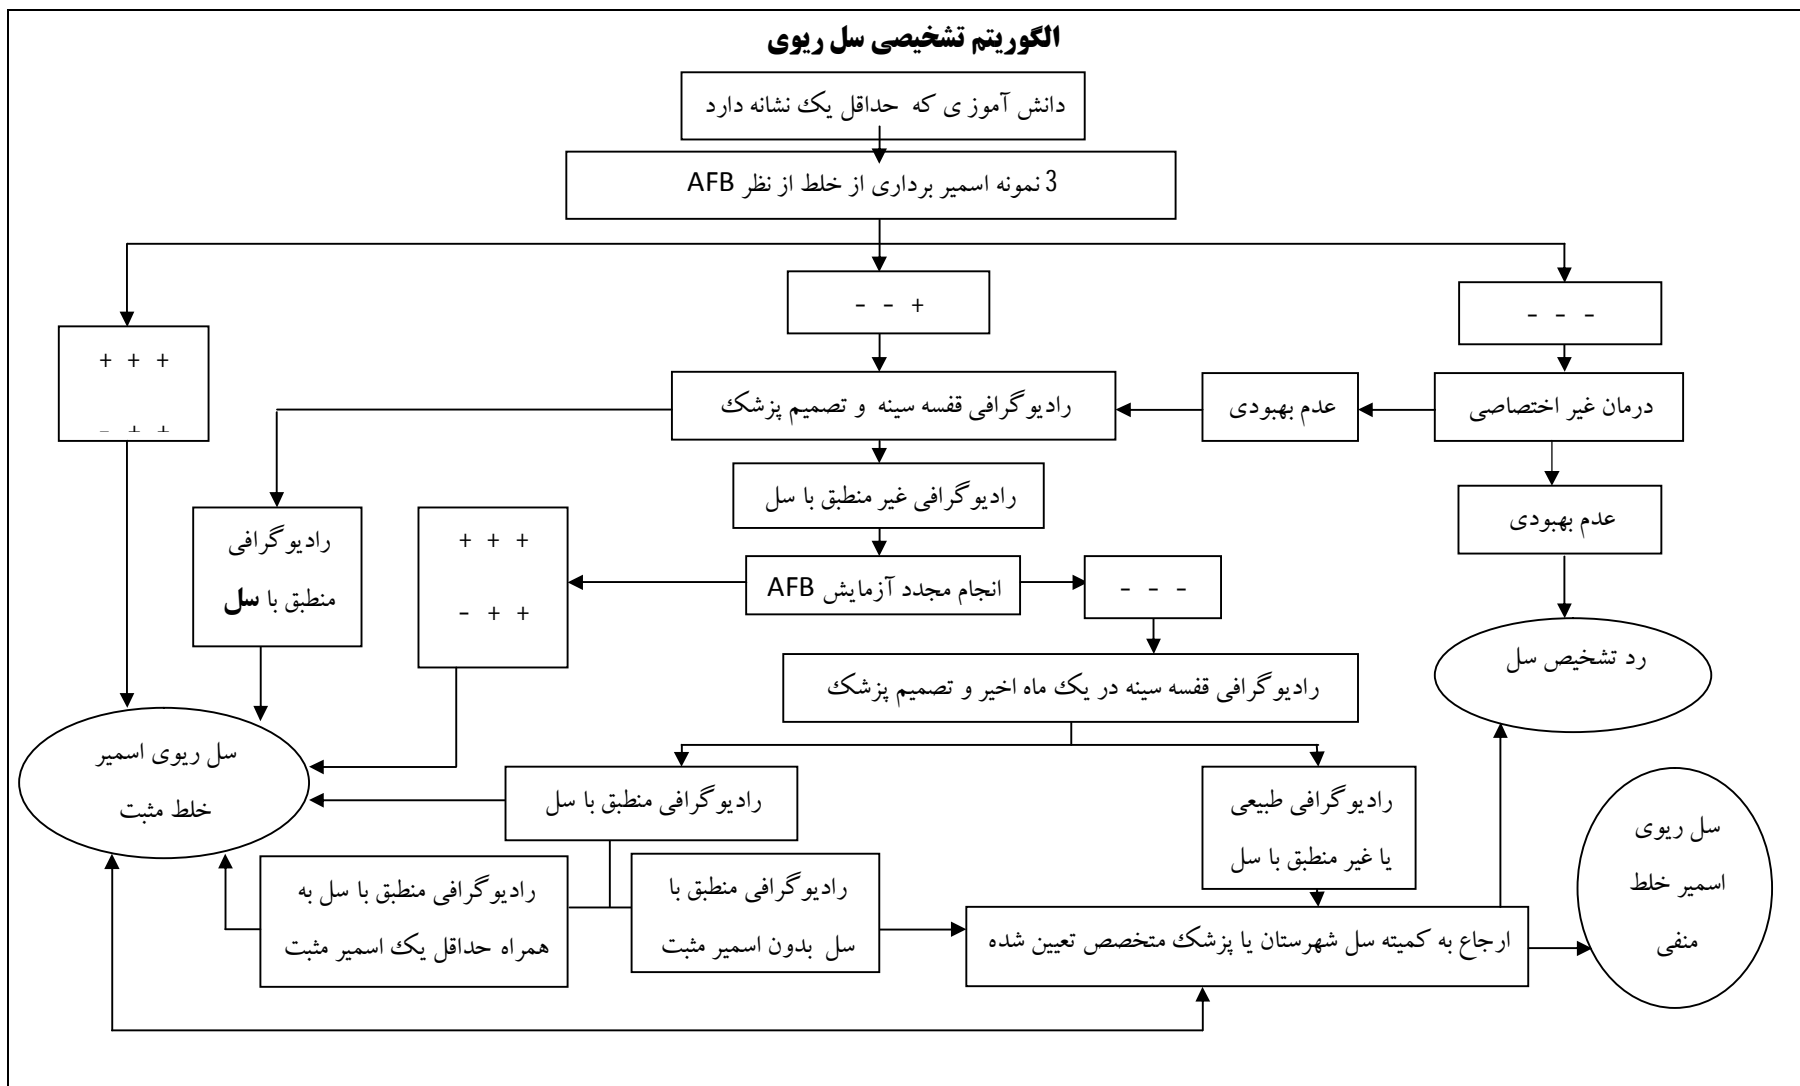 الگوریتم تشخیصی سل ریوی
دانش آموز ی که حداقل یک نشانه دارد
3 نمونه اسمیر برداری از خلط از نظر AFB
- - +
- - -
+ + +
- + +
رادیوگرافی قفسه سینه و تصمیم پزشک
عدم بهبودی
درمان غیر اختصاصی
رادیوگرافی غیر منطبق با سل
عدم بهبودی
رادیوگرافی
منطبق با سل
+ + +
- + +
انجام مجدد آزمایش AFB
- - -
رد تشخیص سل
رادیوگرافی قفسه سینه در یک ماه اخیر و تصمیم پزشک
سل ریوی اسمیر
خلط مثبت
رادیوگرافی منطبق با سل
رادیوگرافی طبیعی
یا غیر منطبق با سل
سل ریوی
اسمیر خلط
منفی
رادیوگرافی منطبق با سل به
همراه حداقل یک اسمیر مثبت
رادیوگرافی منطبق با
سل بدون اسمیر مثبت
ارجاع به کمیته سل شهرستان یا پزشک متخصص تعیین شده